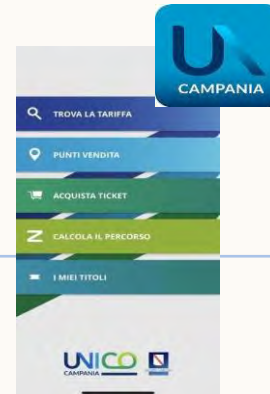 CAMPANIA
TROVA LA TARIFFA
PUNTI VENDITA
ACQUISTA TICKET
CALCOLA IL PERCORSO
I MIEI TITOLI
UNICO
CAMPANIA